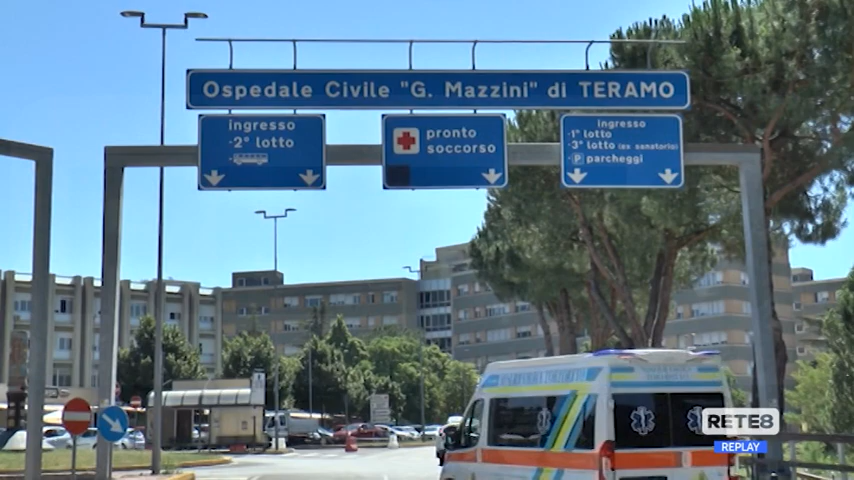 Ospedale Civile "G. Mazzini" di TERAMO
ingresso
-2° lotto
pronto
soccorso
ingresso
-1° lotto
-3° lotto (ex sanatorio)
P parcheggi
RETE8
REPLAY